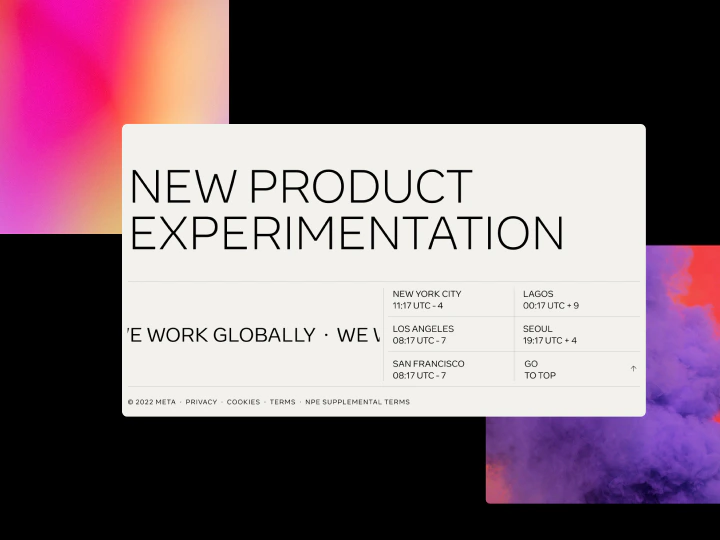 NEW PRODUCT
EXPERIMENTATION
WORK GLOBALLY · WE
NEW YORK CITY
11:17 UTC - 4
LAGOS
00:17 UTC + 9
LOS ANGELES
08:17 UTC - 7
SEOUL
19:17 UTC + 4
SAN FRANCISCO
08:17 UTC - 7
GO
TO TOP ↑
© 2022 META · PRIVACY · COOKIES · TERMS · NPE SUPPLEMENTAL TERMS